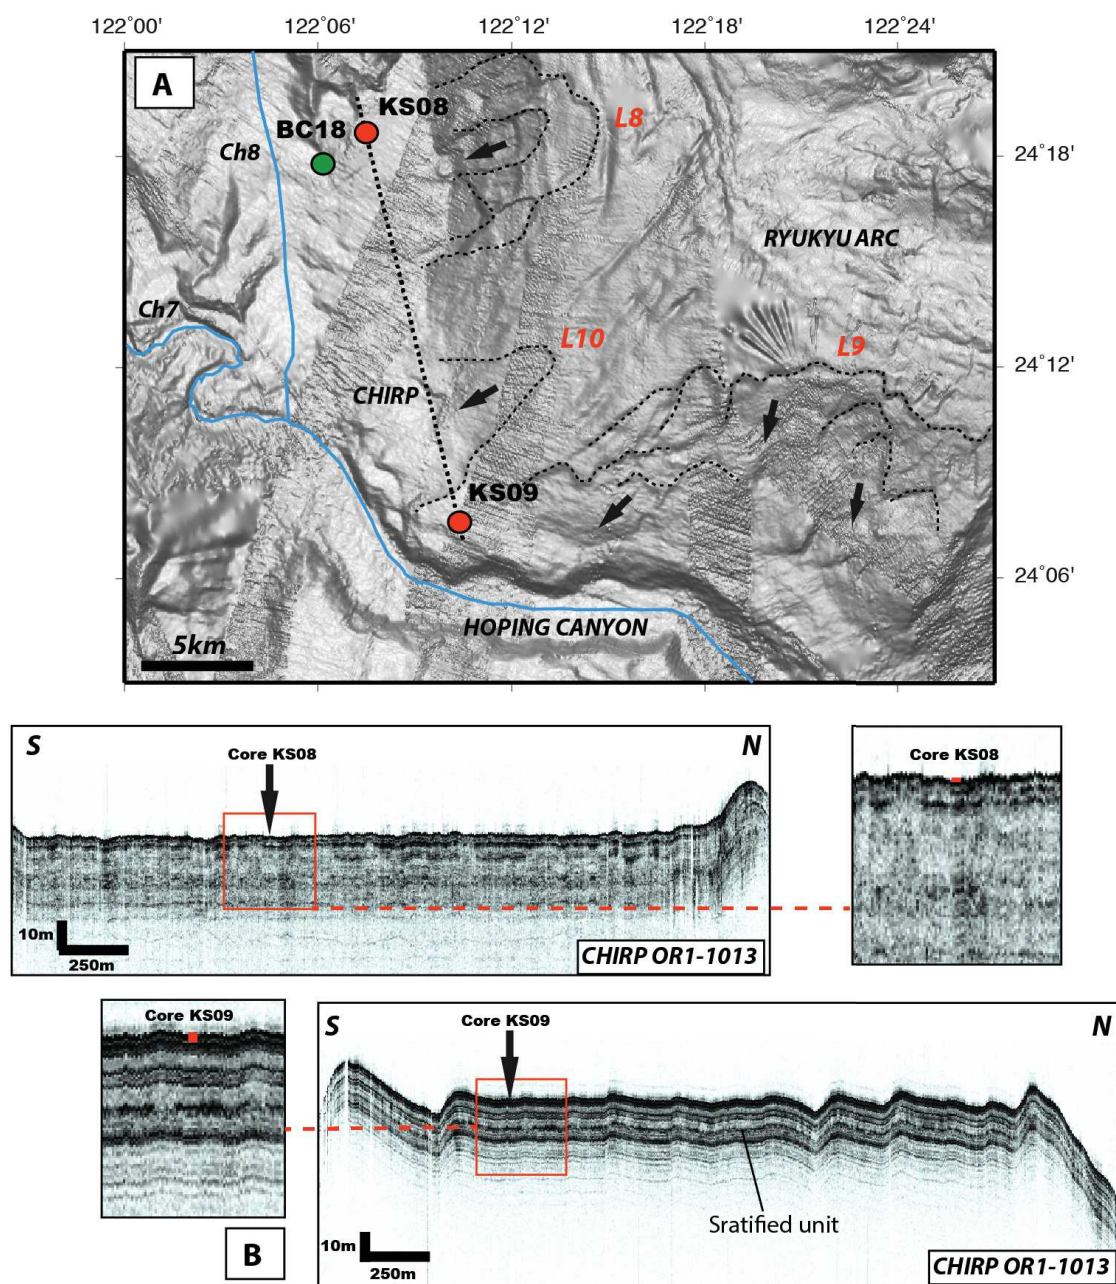 122°00' 122°06' 122°12' 122°18' 122°24'
A
KS08
BC18
L8
Ch8
24°18'
RYUKYU ARC
Ch7
L10
L9
24°12'
CHIRP
KS09
24°06'
HOPING CANYON
5km
S
Core KS08
N
Core KS08
10m
250m
CHIRP OR1-1013
Core KS09
S
Core KS09
N
Sratified unit
B
10m
250m
CHIRP OR1-1013